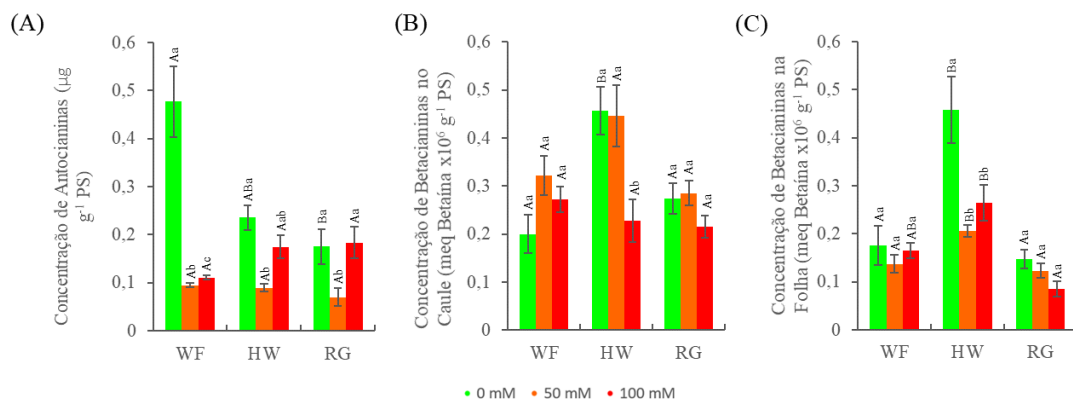 (A)
Concentração de Antocianinas (µg
g⁻¹ PS)
0,6
0,5
0,4
0,3
0,2
0,1
0
Aa
Ab
Ac
ABa
Ab
Aab
Ba
Ab
Aa
WF
HW
RG
(B)
Concentração de Betacianinas no
Caule (meq Betaína x10⁶ g⁻¹ PS)
0,6
0,5
0,4
0,3
0,2
0,1
0
Aa
Aa
Aa
Ba
Aa
Ab
Aa
Aa
Aa
WF
HW
RG
(C)
Concentração de Betacianinas na
Folha (meq Betaína x10⁶ g⁻¹ PS)
0,6
0,5
0,4
0,3
0,2
0,1
0
Aa
Aa
ABa
Ba
Bb
Bb
Aa
Aa
Aa
WF
HW
RG
0 mM
50 mM
100 mM